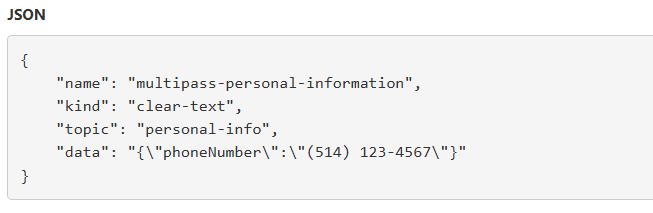 JSON
{
    "name": "multipass-personal-information",
    "kind": "clear-text",
    "topic": "personal-info",
    "data": "{\"phoneNumber\":\"(514) 123-4567\"}"
}